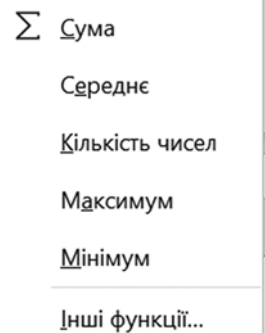 ∑ Сума
Середнє
Кількість чисел
Максимум
Мінімум
Інші функції...